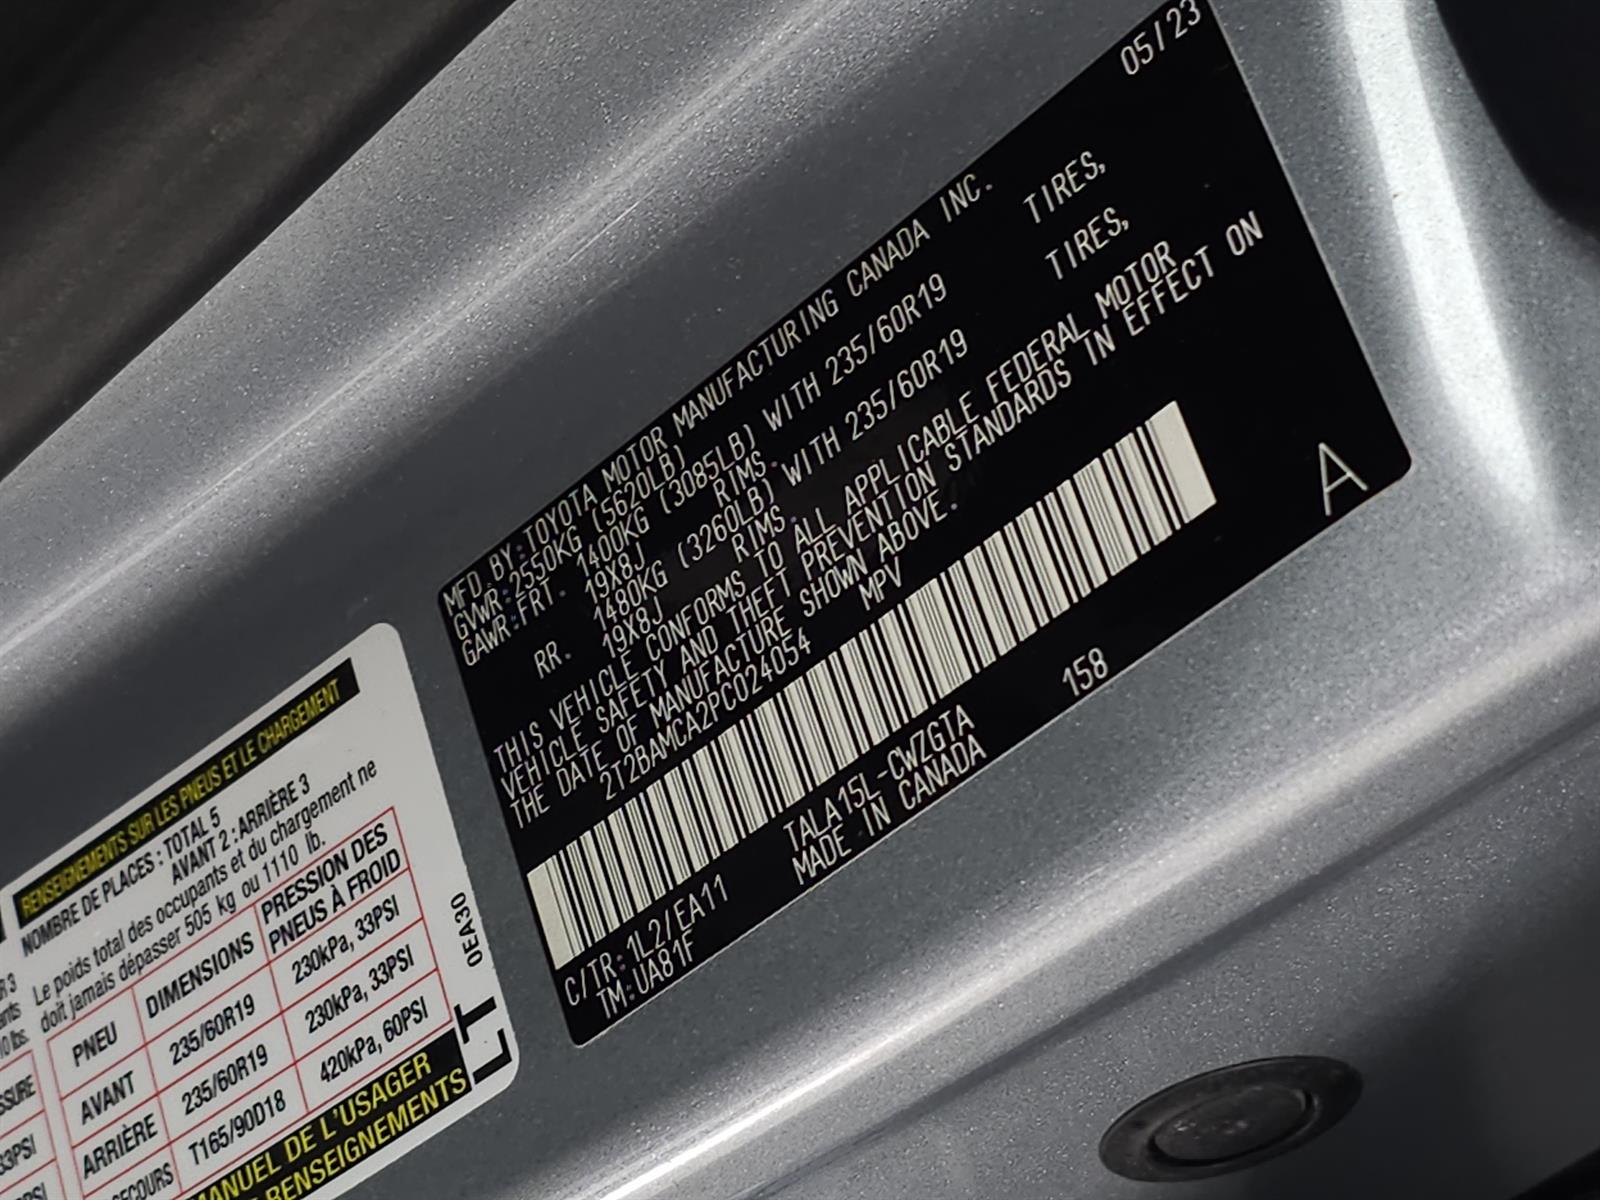 05/23
MFD.BY:TOYOTA MOTOR MANUFACTURING CANADA INC.
GVWR:2550KG (5620LB)
GAWR:FRT. 1400KG (3085LB) WITH 235/60R19 TIRES,
19X8J RIMS.
RR. 1480KG (3260LB) WITH 235/60R19 TIRES,
19X8J RIMS.
THIS VEHICLE CONFORMS TO ALL APPLICABLE FEDERAL MOTOR
VEHICLE SAFETY AND THEFT PREVENTION STANDARDS IN EFFECT ON
THE DATE OF MANUFACTURE SHOWN ABOVE.
2T2BAMCA2PC024054 MPV
A
C/TR:1L2/EA11 TALA15L-CWZGTA 158
TM:UA81F MADE IN CANADA
RENSEIGNEMENTS SUR LES PNEUS ET LE CHARGEMENT
NOMBRE DE PLACES : TOTAL 5
AVANT 2 : ARRIÈRE 3
Le poids total des occupants et du chargement ne
doit jamais dépasser 505 kg ou 1110 lb.
PNEU DIMENSIONS PRESSION DES
PNEUS À FROID
AVANT 235/60R19 230kPa, 33PSI
ARRIÈRE 235/60R19 230kPa, 33PSI
T165/90D18 420kPa, 60PSI
MANUEL DE L'USAGER
RENSEIGNEMENTS
0EA30
LT